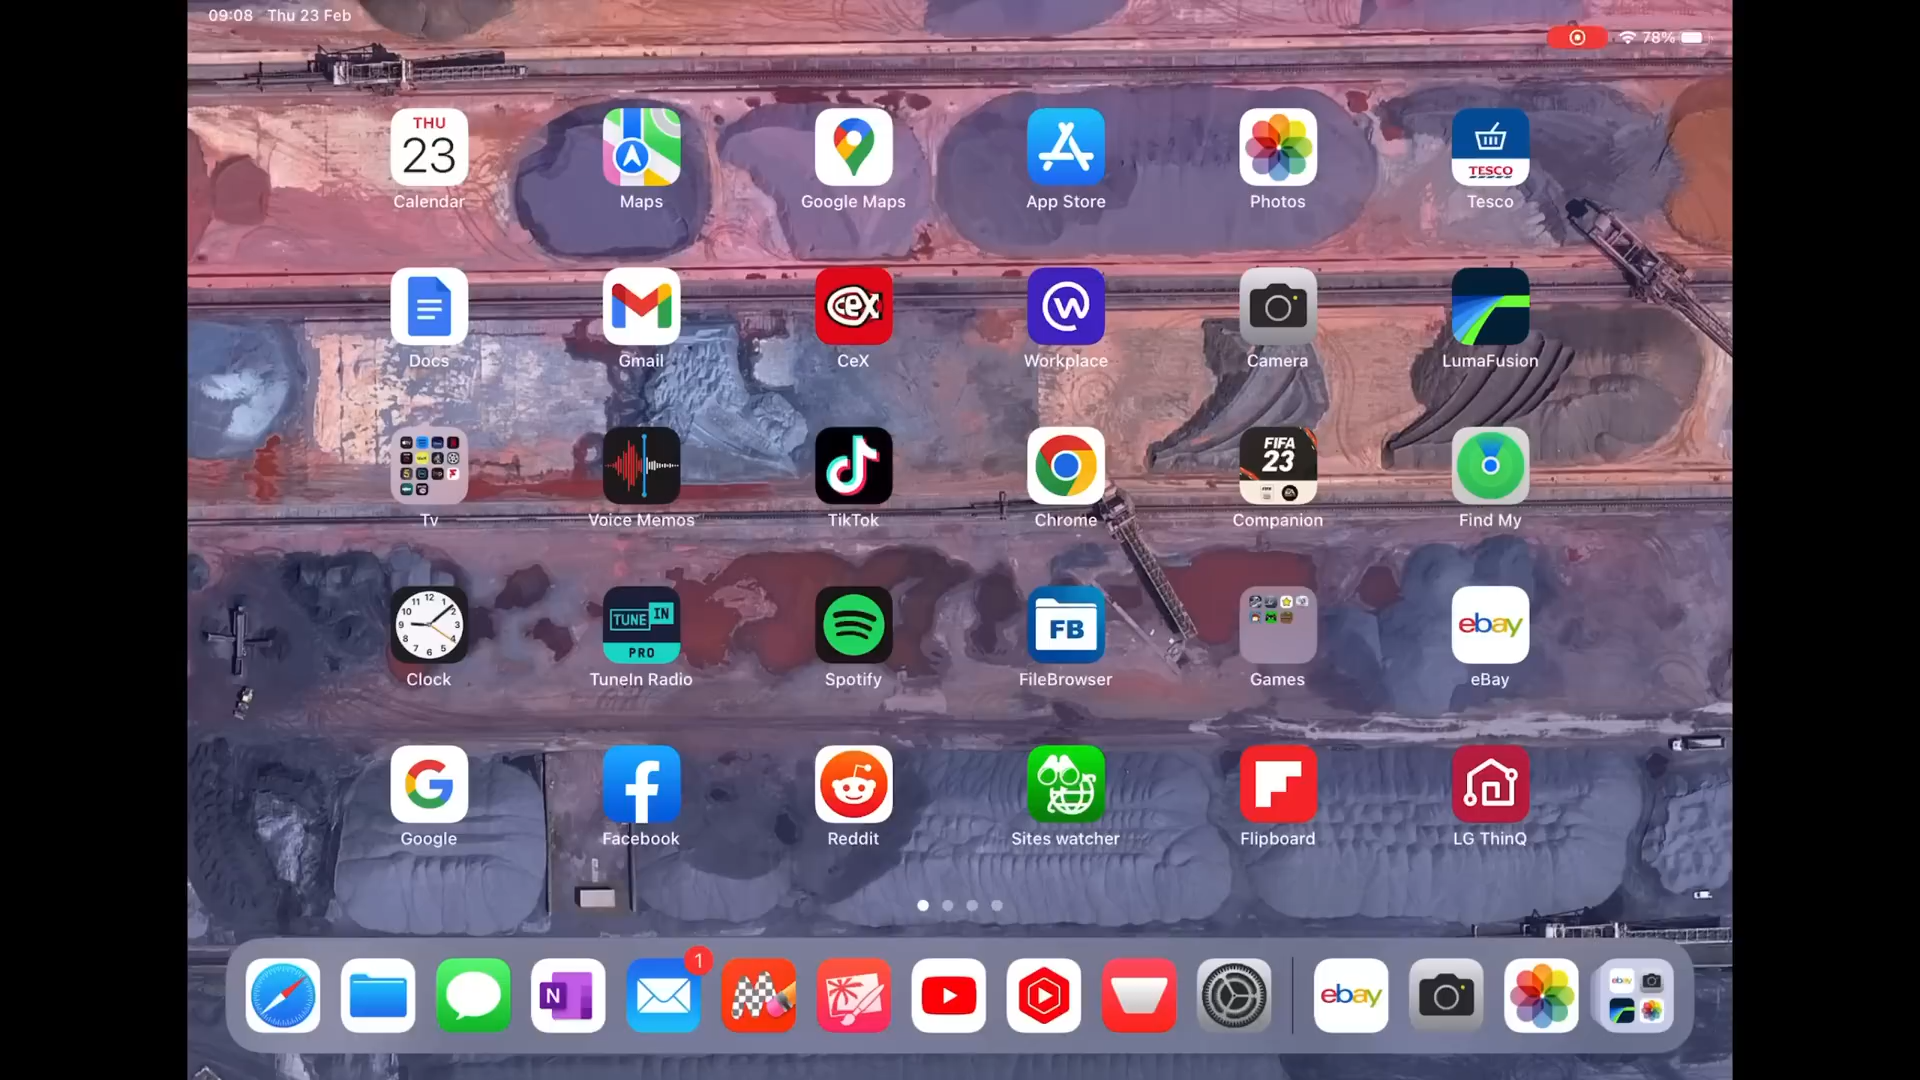 09:08 Thu 23 Feb
78%
THU
23
TESCO
Calendar
Maps
Google Maps
App Store
Photos
Tesco
CeX
W
Docs
Gmail
CeX
Workplace
Camera
LumaFusion
FIFA
23
Tv
Voice Memos
TikTok
Chrome
Companion
Find My
TUNE IN
PRO
FB
ebay
Clock
TuneIn Radio
Spotify
FileBrowser
Games
eBay
Google
Facebook
Reddit
Sites watcher
Flipboard
LG ThinQ
N
1
ebay